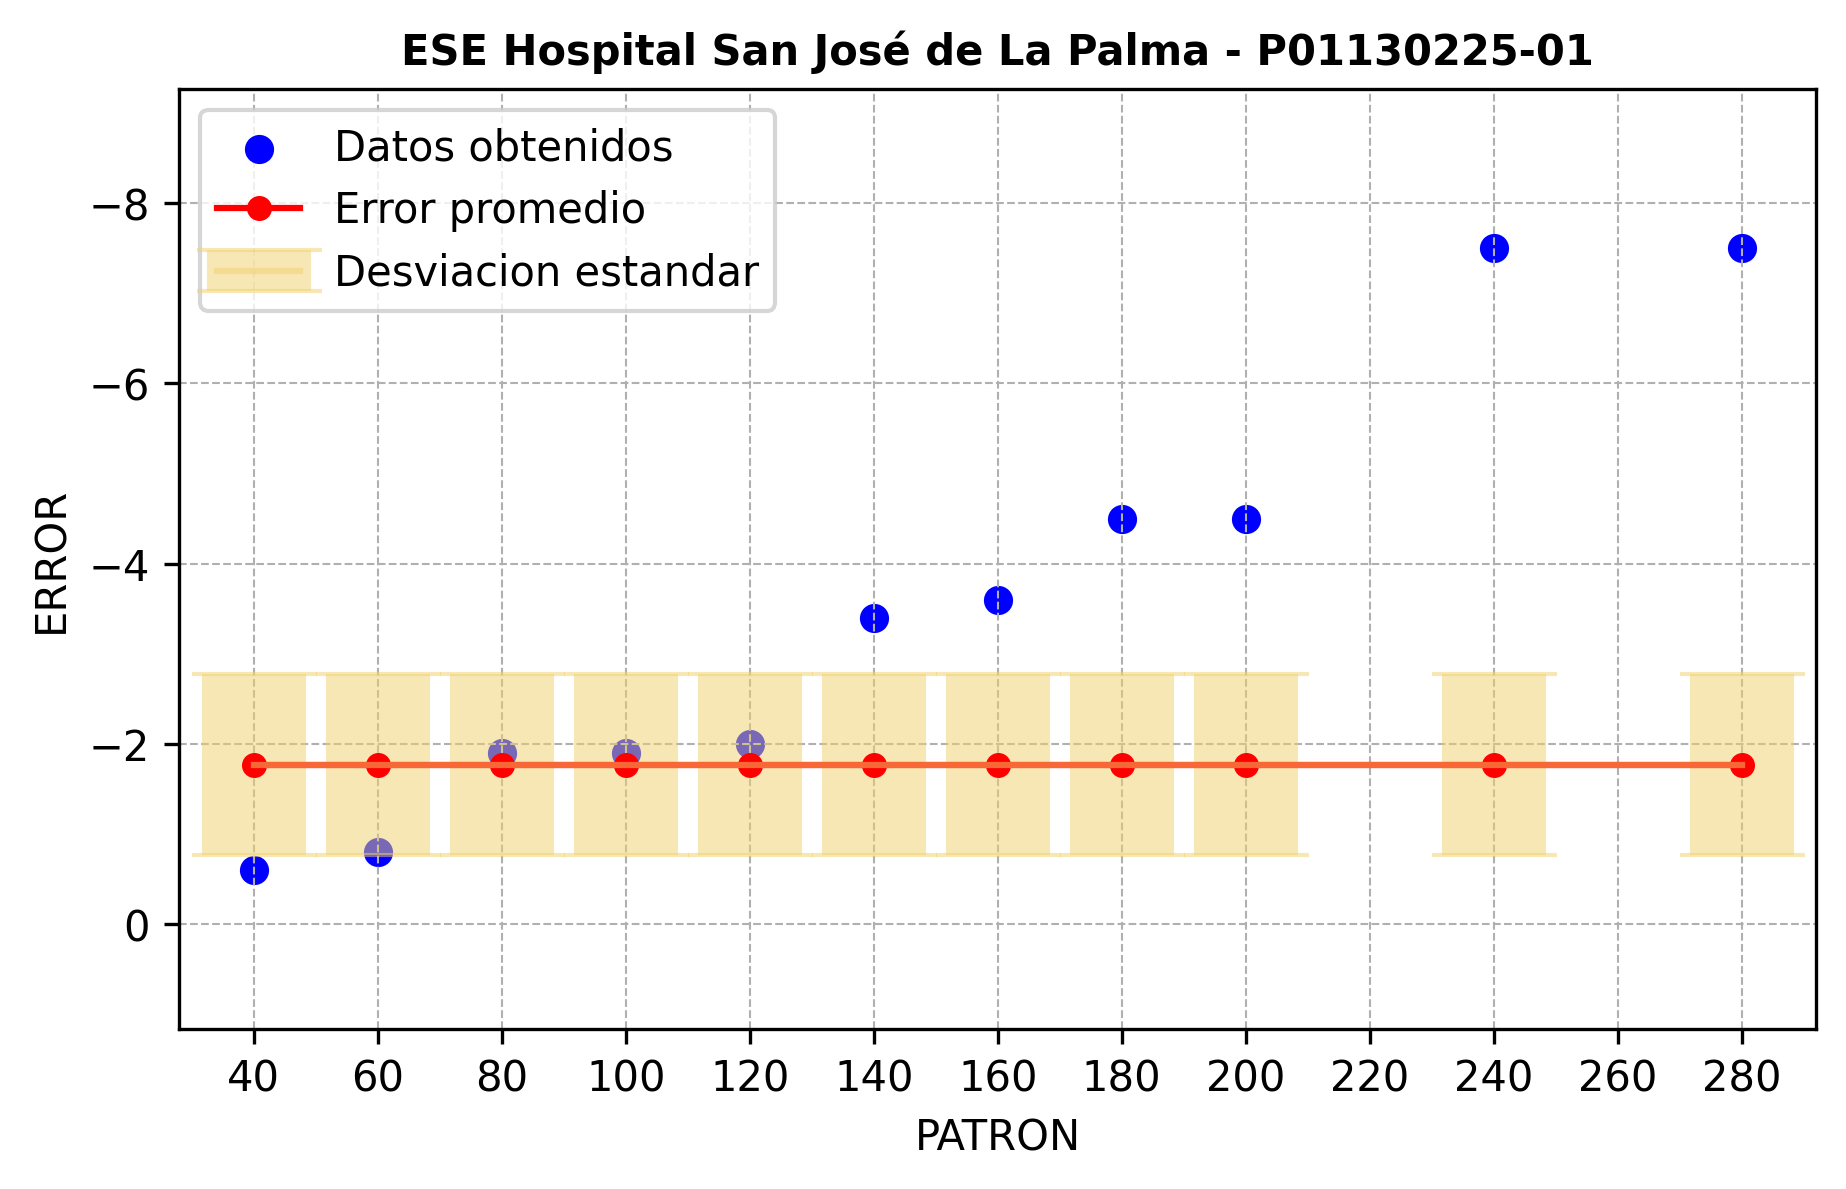 ESE Hospital San José de La Palma - P01130225-01
Datos obtenidos
Error promedio
Desviacion estandar
ERROR
−8
−6
−4
−2
0
40 60 80 100 120 140 160 180 200 220 240 260 280
PATRON